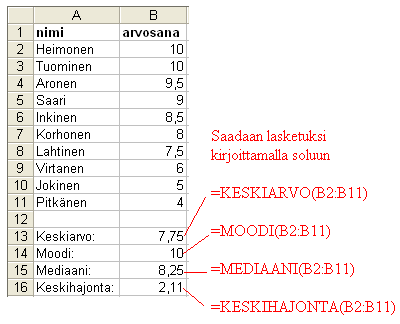 A B
1 nimi arvosana
2 Heimonen 10
3 Tuominen 10
4 Aronen 9,5
5 Saari 9
6 Inkinen 8,5
7 Korhonen 8
8 Lahtinen 7,5
9 Virtanen 6
10 Jokinen 5
11 Pitkänen 4
12
13 Keskiarvo: 7,75
14 Moodi: 10
15 Mediaani: 8,25
16 Keskihajonta: 2,11
Saadaan lasketuksi
kirjoittamalla soluun
=KESKIARVO(B2:B11)
=MOODI(B2:B11)
=MEDIAANI(B2:B11)
=KESKIHAJONTA(B2:B11)